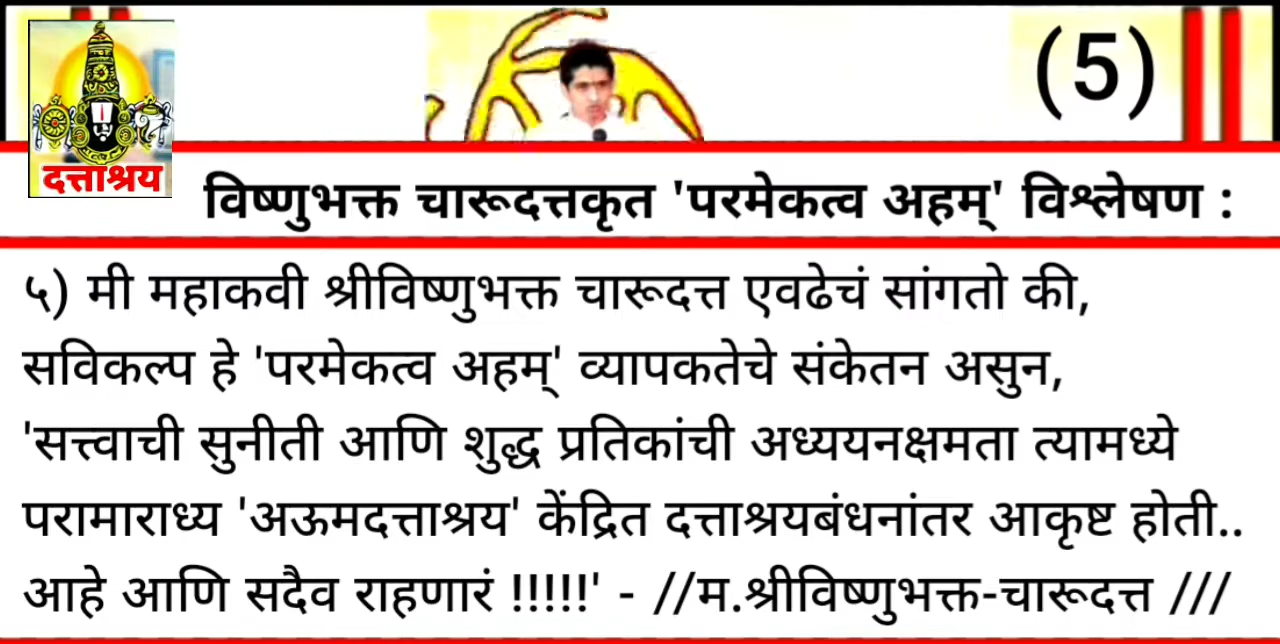 (5)
दत्ताश्रय
विष्णुभक्त चारूदत्तकृत 'परमेकत्व अहम्' विश्लेषण :
५) मी महाकवी श्रीविष्णुभक्त चारूदत्त एवढेचं सांगतो की,
सविकल्प हे 'परमेकत्व अहम्' व्यापकतेचे संकेतन असुन,
'सत्त्वाची सुनीती आणि शुद्ध प्रतिकांची अध्ययनक्षमता त्यामध्ये
परामाराध्य 'अऊमदत्ताश्रय' केंद्रित दत्ताश्रयबंधनांतर आकृष्ट होती..
आहे आणि सदैव राहणारं !!!!!' - //म.श्रीविष्णुभक्त-चारूदत्त ///